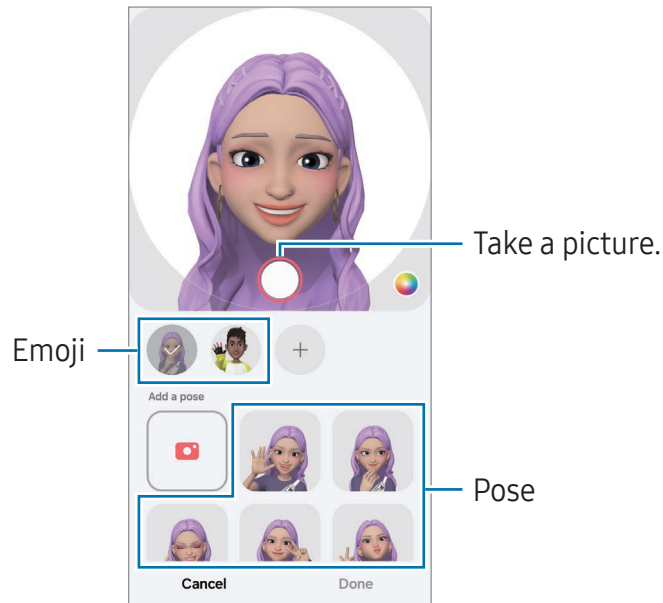 Take a picture.
Emoji
Add a pose
Pose
Cancel
Done